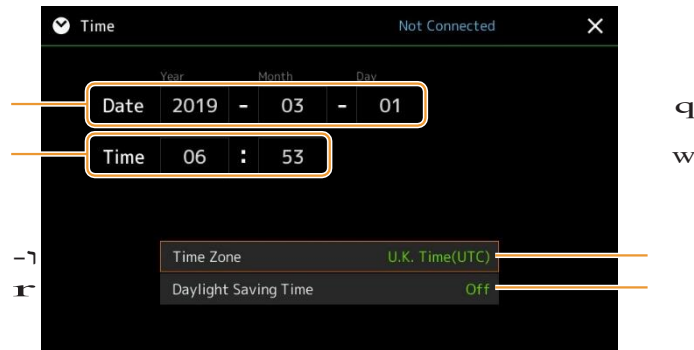 Time Not Connected
Year Month Day
Date 2019 - 03 - 01
q
Time 06 : 53
w
Time Zone U.K. Time(UTC)
r
Daylight Saving Time Off